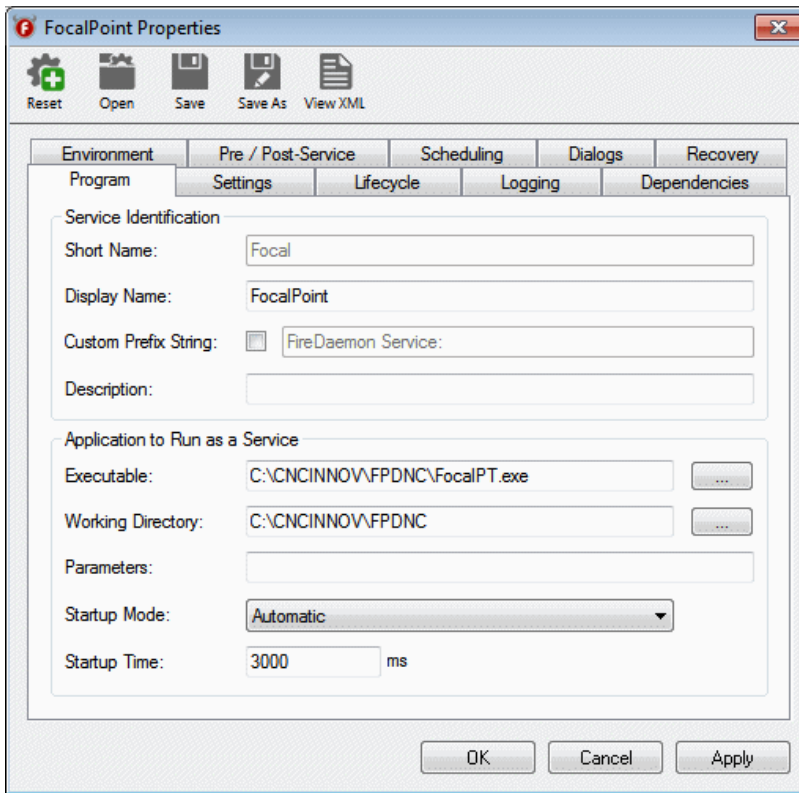 FocalPoint Properties
Reset Open Save Save As View XML
Environment Pre / Post-Service Scheduling Dialogs Recovery
Program Settings Lifecycle Logging Dependencies
Service Identification
Short Name: Focal
Display Name: FocalPoint
Custom Prefix String: FireDaemon Service:
Description:
Application to Run as a Service
Executable: C:\CNCINNOV\FPDNC\FocalPT.exe ...
Working Directory: C:\CNCINNOV\FPDNC ...
Parameters:
Startup Mode: Automatic
Startup Time: 3000 ms
OK Cancel Apply